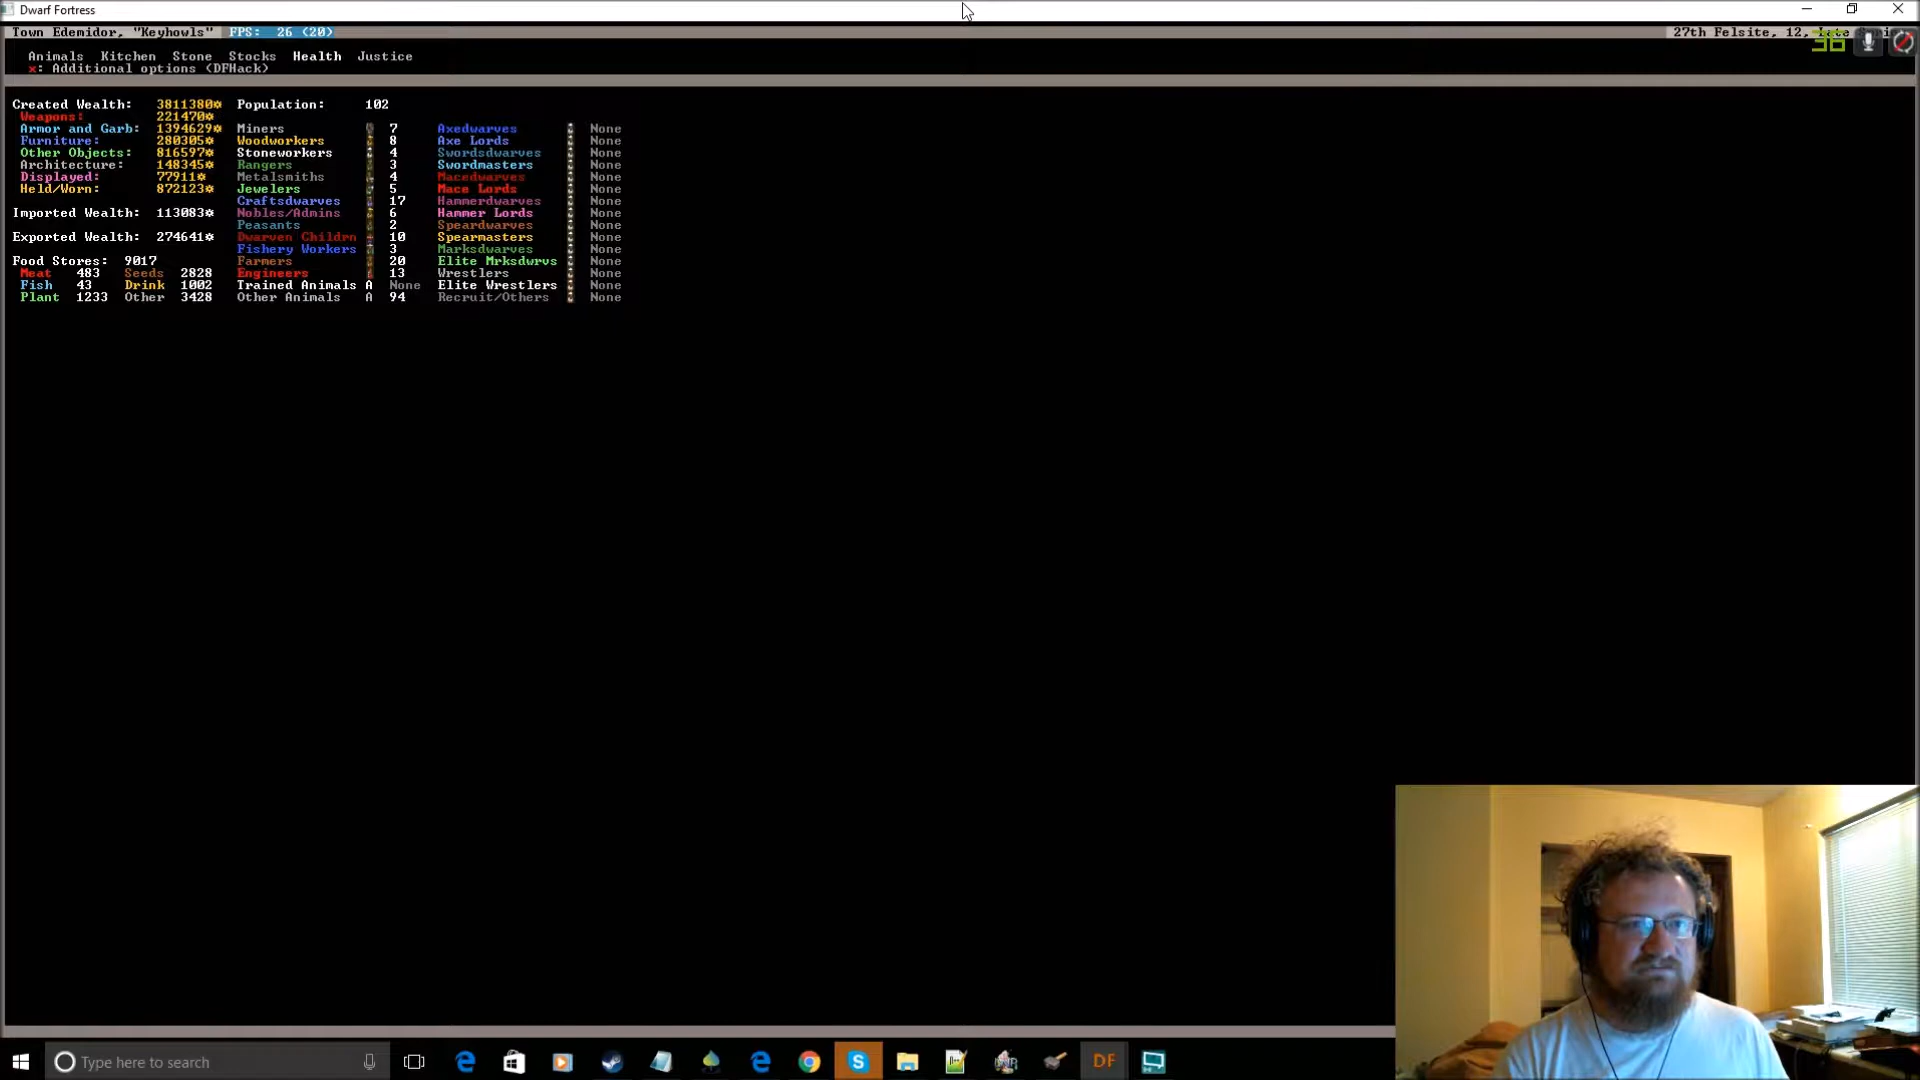 Dwarf Fortress
Town Edemidor, "Keyhowls" FPS: 26 (20) 27th Felsite, 12,
36
Animals Kitchen Stone Stocks Health Justice
x: Additional options (DFHack)
Created Wealth: 3811380☼ Population: 102
Weapons: 221470☼
Armor and Garb: 1394629☼ Miners 7 Axedwarves None
Furniture: 280305☼ Woodworkers 8 Axe Lords None
Other Objects: 816597☼ Stoneworkers 4 Swordsdwarves None
Architecture: 148345☼ Rangers 3 Swordmasters None
Displayed: 77911☼ Metalsmiths 4 Macedwarves None
Held/Worn: 872123☼ Jewelers 5 Mace Lords None
Craftsdwarves 17 Hammerdwarves None
Imported Wealth: 113083☼ Nobles/Admins 6 Hammer Lords None
Peasants 2 Speardwarves None
Exported Wealth: 274641☼ Dwarven Childrn 10 Spearmasters None
Fishery Workers 3 Marksdwarves None
Food Stores: 9017 Farmers 20 Elite Mrksdwrvs None
Meat 483 Seeds 2828 Engineers 13 Wrestlers None
Fish 43 Drink 1002 Trained Animals A None Elite Wrestlers None
Plant 1233 Other 3428 Other Animals A 94 Recruit/Others None
Type here to search
DF